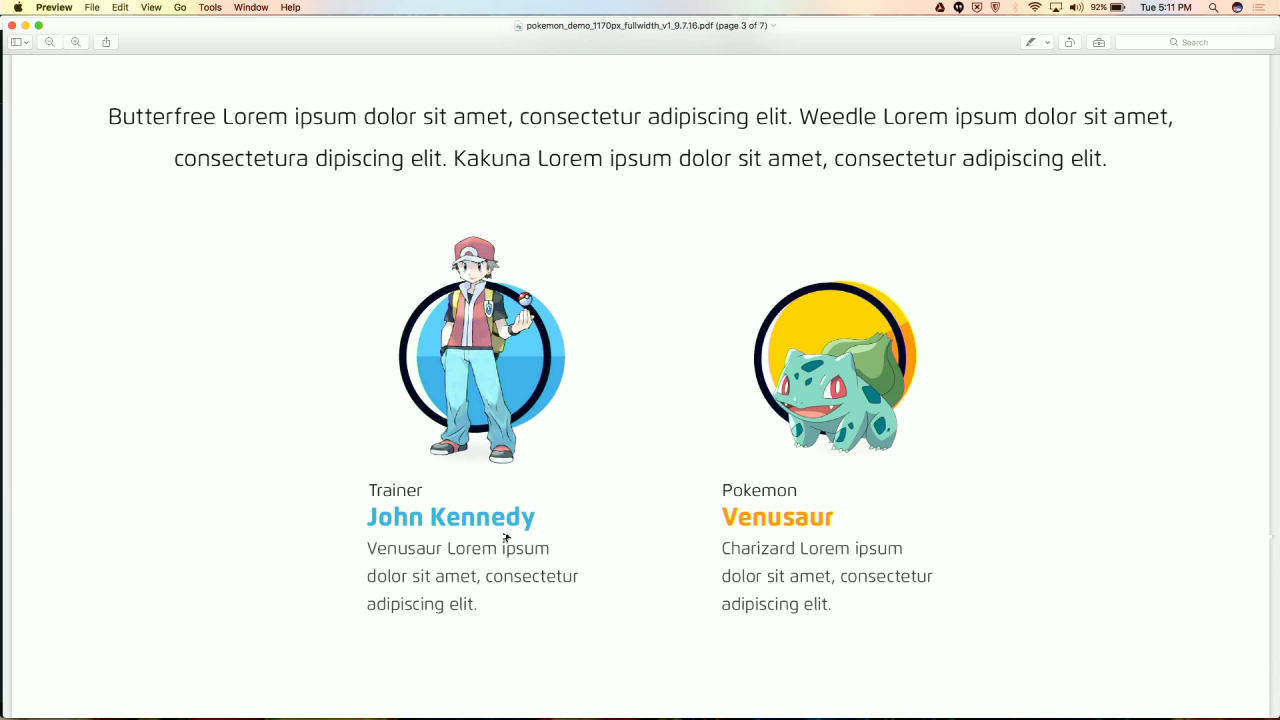 Preview File Edit View Go Tools Window Help 92% Tue 5:11 PM
pokemon_demo_1170px_fullwidth_v1_9.7.16.psd (page 3 of 7)
Search
Butterfree Lorem ipsum dolor sit amet, consectetur adipiscing elit. Weedle Lorem ipsum dolor sit amet,
consectetura dipiscing elit. Kakuna Lorem ipsum dolor sit amet, consectetur adipiscing elit.
Trainer
John Kennedy
Venusaur Lorem ipsum
dolor sit amet, consectetur
adipiscing elit.
Pokemon
Venusaur
Charizard Lorem ipsum
dolor sit amet, consectetur
adipiscing elit.